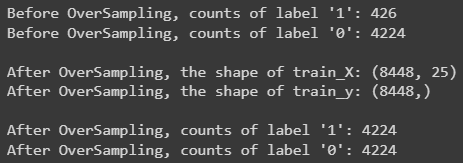 Before OverSampling, counts of label '1': 426
Before OverSampling, counts of label '0': 4224
After OverSampling, the shape of train_X: (8448, 25)
After OverSampling, the shape of train_y: (8448,)
After OverSampling, counts of label '1': 4224
After OverSampling, counts of label '0': 4224